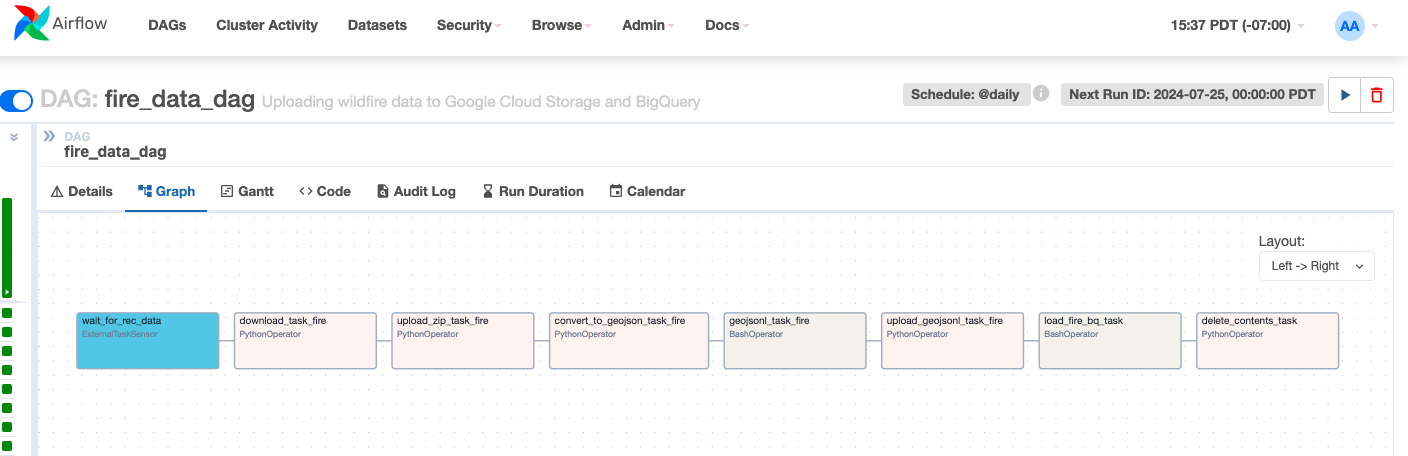 Airflow DAGs Cluster Activity Datasets Security Browse Admin Docs 15:37 PDT (-07:00) AA
DAG: fire_data_dag Uploading wildfire data to Google Cloud Storage and BigQuery Schedule: @daily i Next Run ID: 2024-07-25, 00:00:00 PDT
DAG
fire_data_dag
Details Graph Gantt Code Audit Log Run Duration Calendar
Layout:
Left -> Right
wait_for_rec_data download_task_fire upload_zip_task_fire convert_to_geojson_task_fire geojsonl_task_fire upload_geojsonl_task_fire load_fire_bq_task delete_contents_task
ExternalTaskSensor PythonOperator PythonOperator PythonOperator BashOperator PythonOperator BashOperator PythonOperator